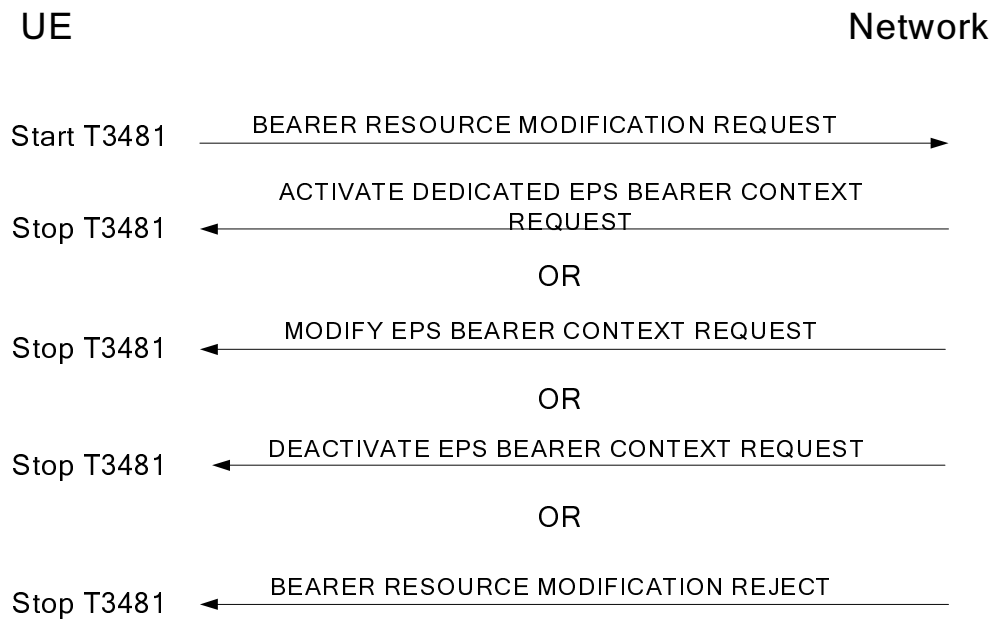 UE
Network
Start T3481
BEARER RESOURCE MODIFICATION REQUEST
ACTIVATE DEDICATED EPS BEARER CONTEXT
REQUEST
Stop T3481
OR
MODIFY EPS BEARER CONTEXT REQUEST
Stop T3481
OR
DEACTIVATE EPS BEARER CONTEXT REQUEST
Stop T3481
OR
BEARER RESOURCE MODIFICATION REJECT
Stop T3481